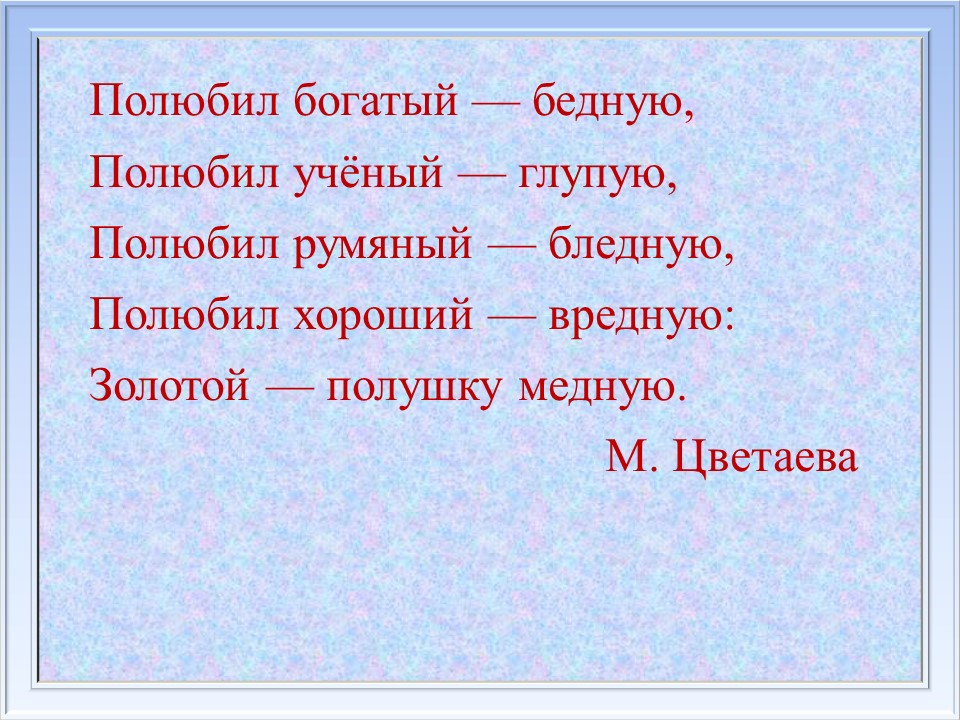 Полюбил богатый — бедную,
Полюбил учёный — глупую,
Полюбил румяный — бледную,
Полюбил хороший — вредную:
Золотой — полушку медную.
М. Цветаева